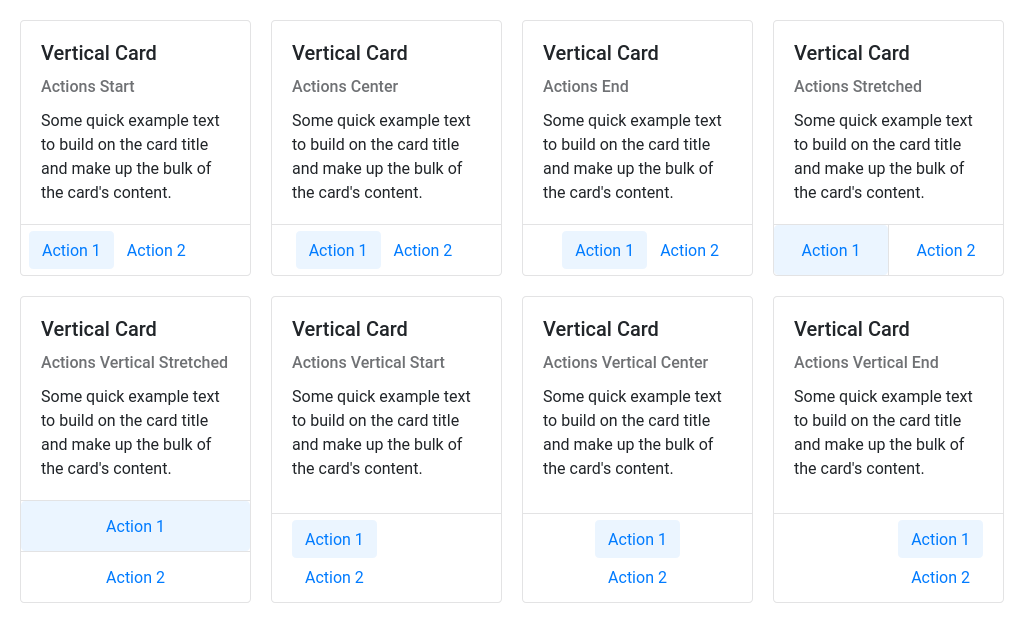 Vertical Card
Actions Start
Some quick example text
to build on the card title
and make up the bulk of
the card's content.
Action 1 Action 2
Vertical Card
Actions Center
Some quick example text
to build on the card title
and make up the bulk of
the card's content.
Action 1 Action 2
Vertical Card
Actions End
Some quick example text
to build on the card title
and make up the bulk of
the card's content.
Action 1 Action 2
Vertical Card
Actions Stretched
Some quick example text
to build on the card title
and make up the bulk of
the card's content.
Action 1 Action 2
Vertical Card
Actions Vertical Stretched
Some quick example text
to build on the card title
and make up the bulk of
the card's content.
Action 1
Action 2
Vertical Card
Actions Vertical Start
Some quick example text
to build on the card title
and make up the bulk of
the card's content.
Action 1
Action 2
Vertical Card
Actions Vertical Center
Some quick example text
to build on the card title
and make up the bulk of
the card's content.
Action 1
Action 2
Vertical Card
Actions Vertical End
Some quick example text
to build on the card title
and make up the bulk of
the card's content.
Action 1
Action 2